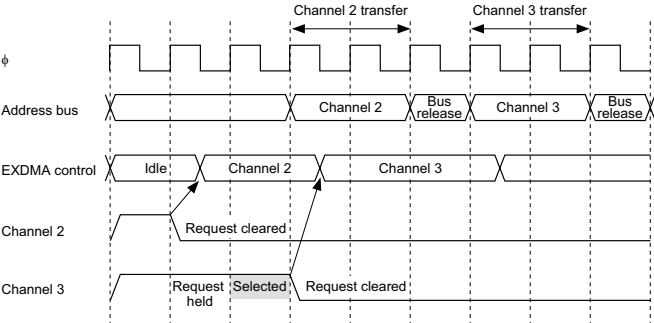 Channel 2 transfer
Channel 3 transfer
ϕ
Address bus
Channel 2
Bus
release
Channel 3
Bus
release
EXDMA control
Idle
Channel 2
Channel 3
Channel 2
Request cleared
Channel 3
Request
held
Selected
Request cleared